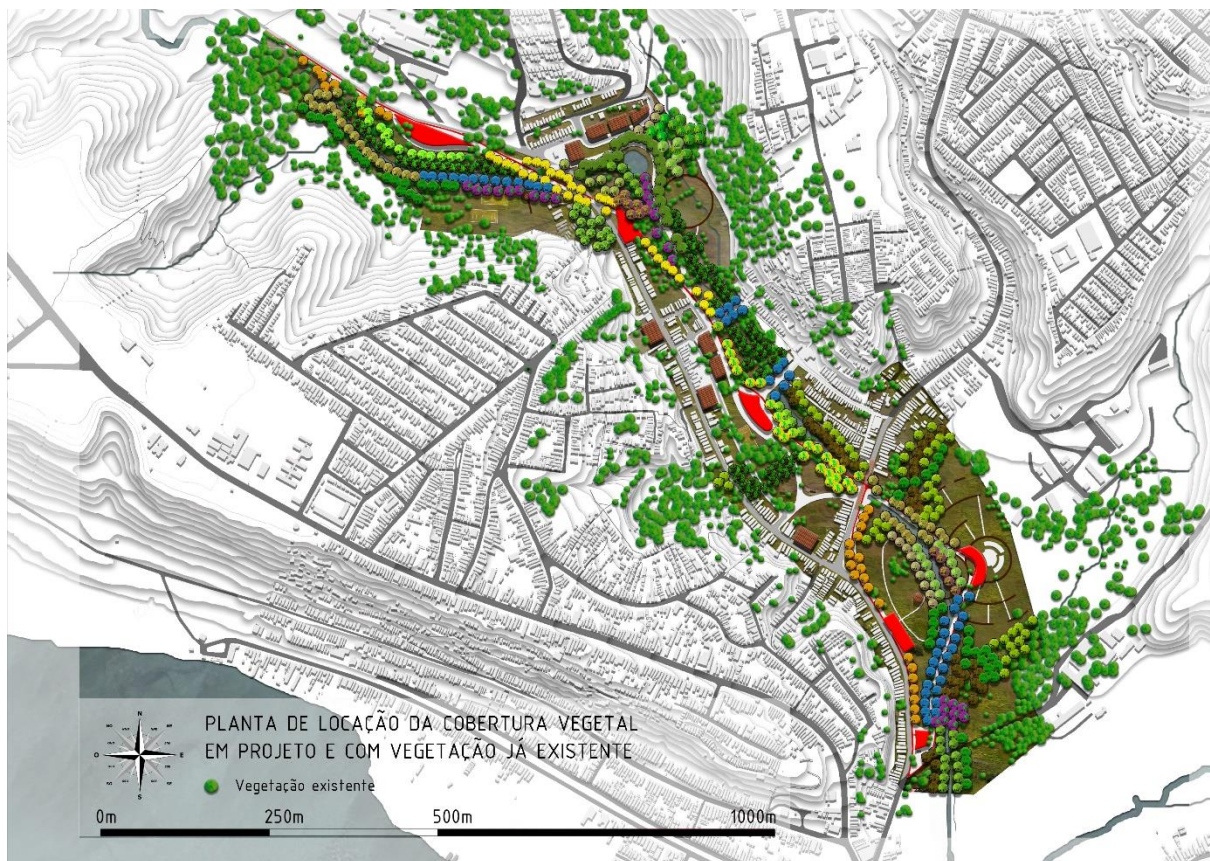 PLANTA DE LOCAÇÃO DA COBERTURA VEGETAL
EM PROJETO E COM VEGETAÇÃO JÁ EXISTENTE
N
O
E
S
Vegetação existente
0m 250m 500m 1000m